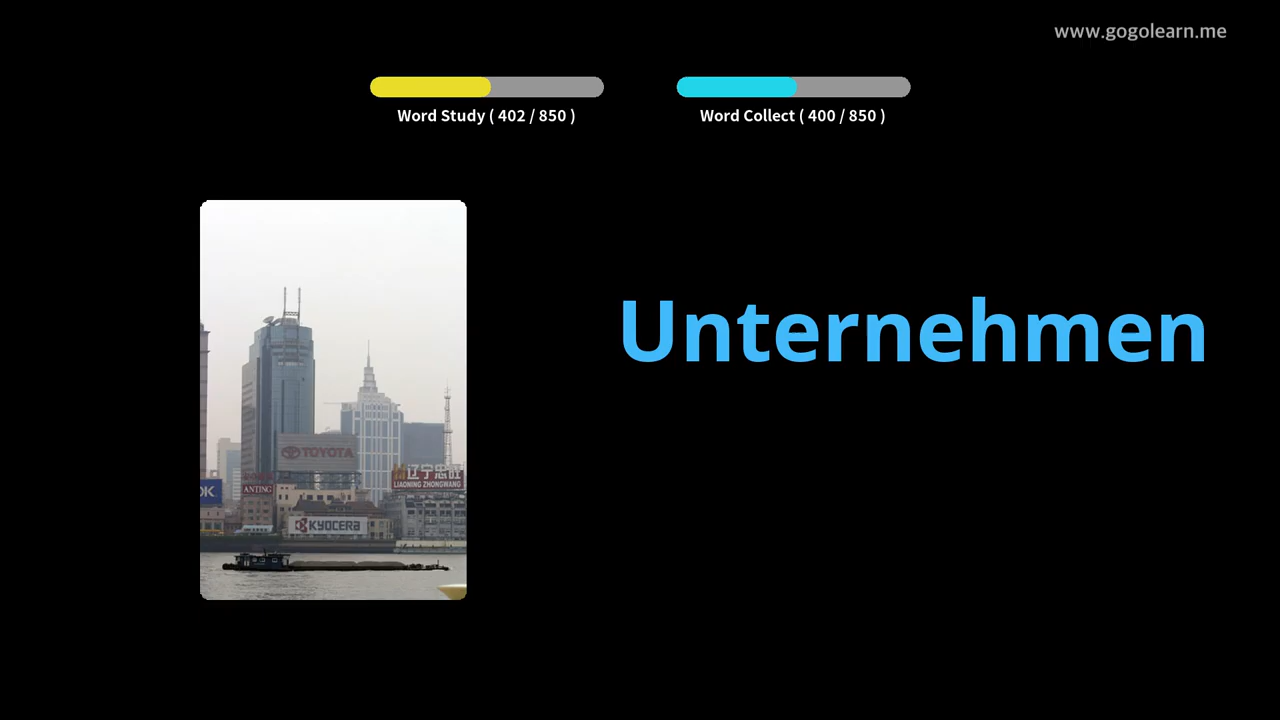 www.gogolearn.me
Word Study ( 402 / 850 )
Word Collect ( 400 / 850 )
Unternehmen
TOYOTA
辽宁忠旺
LIAONING ZHONGWANG
OK
ANTING
KYOCERA